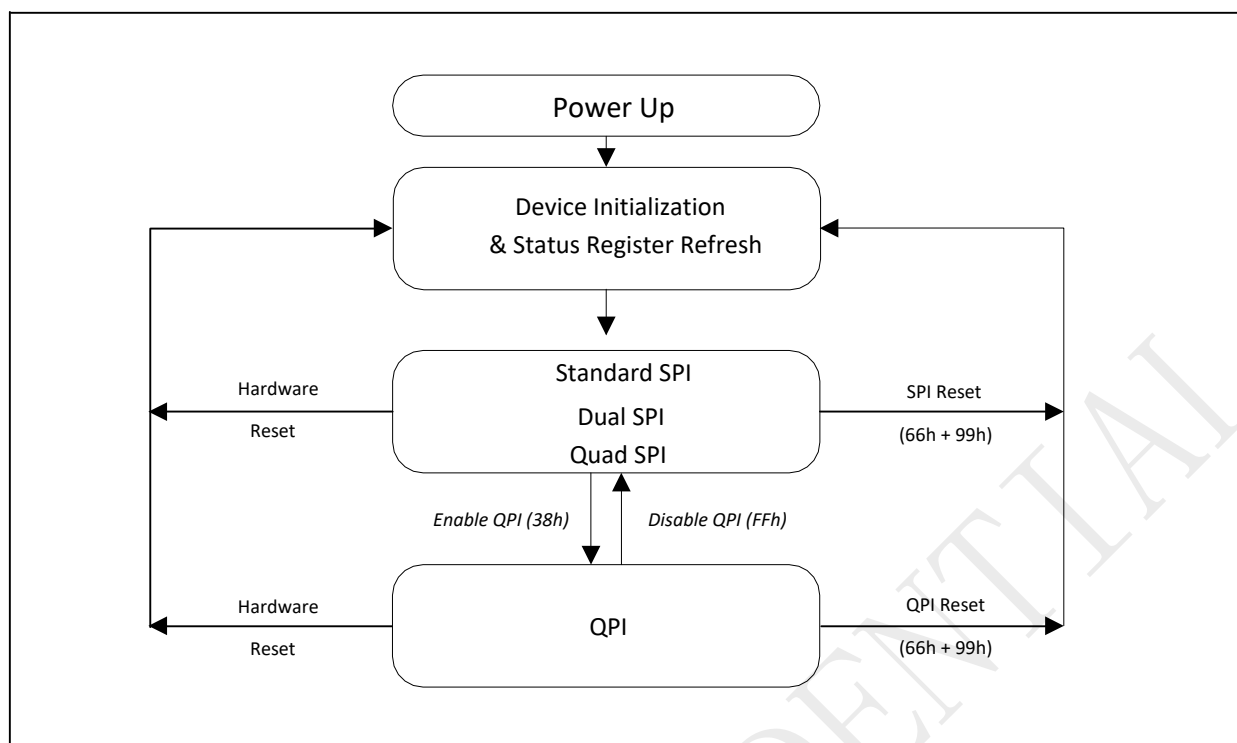 Power Up
Device Initialization
& Status Register Refresh
Standard SPI
Dual SPI
Quad SPI
Hardware
Reset
SPI Reset
(66h + 99h)
Enable QPI (38h)
Disable QPI (FFh)
QPI
Hardware
Reset
QPI Reset
(66h + 99h)
DENTIAI